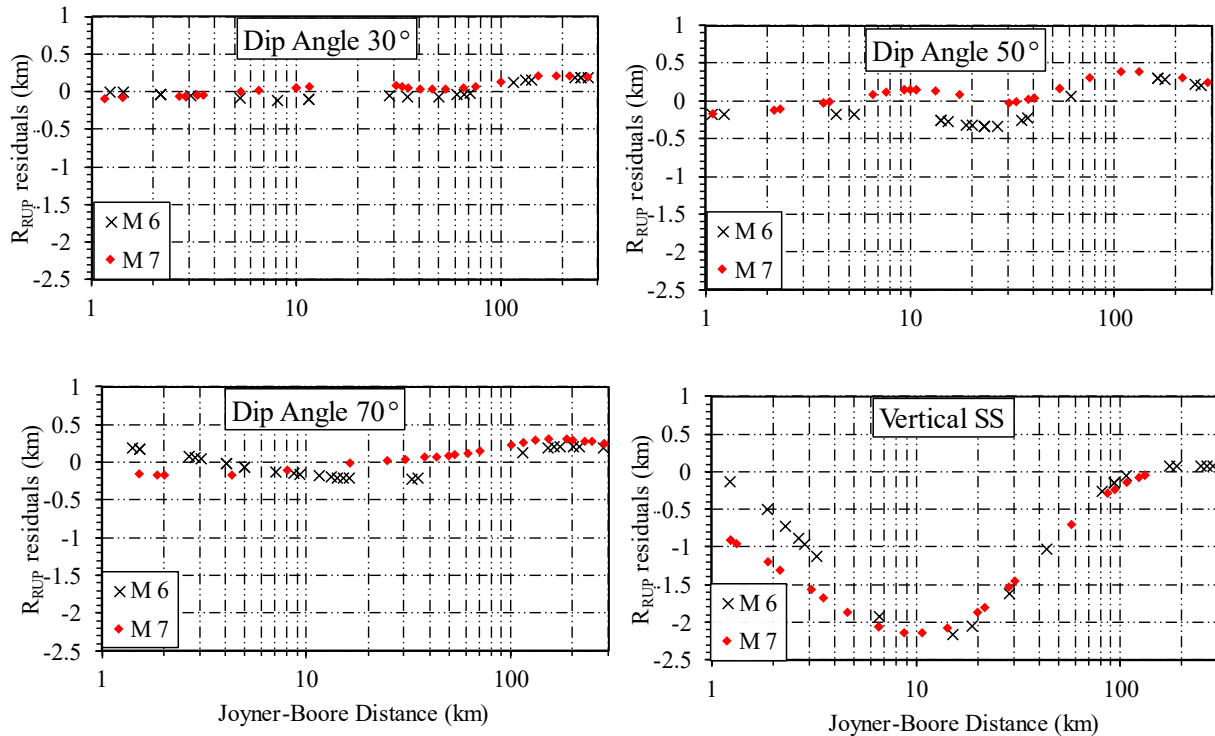 Dip Angle 30°
R_RUP residuals (km)
1
0.5
0
-0.5
-1
-1.5
-2
-2.5
M 6
M 7
1
10
100
Dip Angle 50°
R_RUP residuals (km)
1
0.5
0
-0.5
-1
-1.5
-2
-2.5
M 6
M 7
1
10
100
Dip Angle 70°
R_RUP residuals (km)
1
0.5
0
-0.5
-1
-1.5
-2
-2.5
M 6
M 7
1
10
100
Joyner-Boore Distance (km)
Vertical SS
R_RUP residuals (km)
1
0.5
0
-0.5
-1
-1.5
-2
-2.5
M 6
M 7
1
10
100
Joyner-Boore Distance (km)